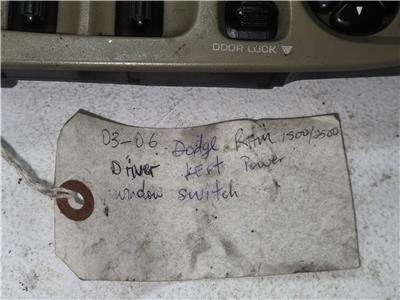 DOOR LOCK
03-06 Dodge Ram 1500/2500
Driver Left Power
window switch